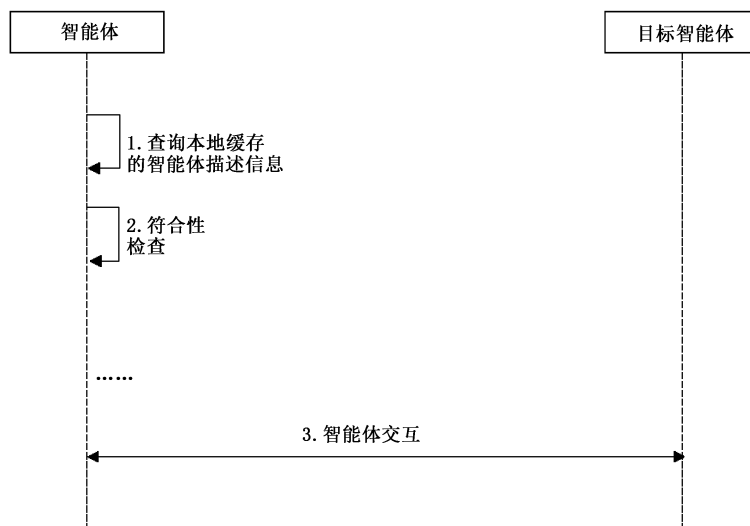 智能体
目标智能体
1.查询本地缓存
的智能体描述信息
2.符合性
检查
……
3.智能体交互